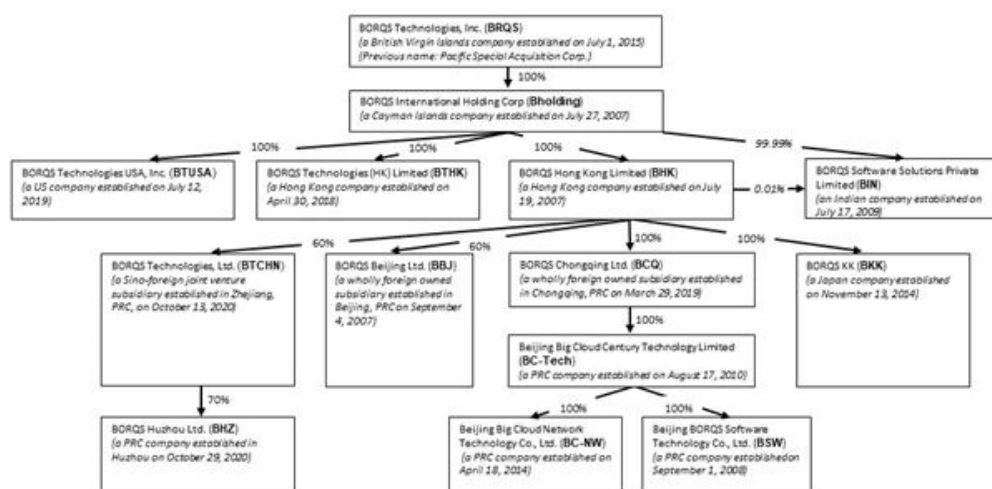 BORQS Technologies, Inc. (BRQS)
(a British Virgin Islands company established on July 1, 2015)
(Previous name: Pacific Special Acquisition Corp.)
100%
BORQS International Holding Corp (Bholding)
(a Cayman Islands company established on July 27, 2007)
100%
100%
100%
99.99%
BORQS Technologies USA, Inc. (BTUSA)
(a US company established on July 12,
2019)
BORQS Technologies (HK) Limited (BTHK)
(a Hong Kong company established on
April 30, 2018)
BORQS Hong Kong Limited (BHK)
(a Hong Kong company established on July
19, 2007)
0.01%
BORQS Software Solutions Private
Limited (BIN)
(an Indian company established on
July 17, 2009)
60%
60%
100%
100%
BORQS Technologies, Ltd. (BTCHN)
(a Sino-foreign joint venture
subsidiary established in Zhejiang,
PRC, on October 13, 2020)
BORQS Beijing Ltd. (BBJ)
(a wholly foreign owned
subsidiary established in
Beijing, PRC on September
4, 2007)
BORQS Chongqing Ltd. (BCQ)
(a wholly foreign owned subsidiary established
in Chongqing, PRC on March 29, 2019)
BORQS KK (BKK)
(a Japan company established
on November 13, 2014)
100%
Beijing Big Cloud Century Technology Limited
(BC-Tech)
(a PRC company established on August 17, 2010)
70%
100%
100%
BORQS Huzhou Ltd. (BHZ)
(a PRC company established in
Huzhou on October 29, 2020)
Beijing Big Cloud Network
Technology Co., Ltd. (BC-NW)
(a PRC company established on
April 18, 2014)
Beijing BORQS Software
Technology Co., Ltd. (BSW)
(a PRC company established on
September 1, 2008)